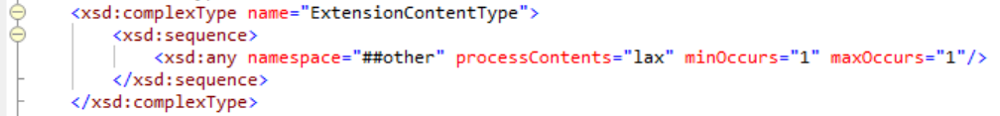 <xsd:complexType name="ExtensionContentType">
<xsd:sequence>
<xsd:any namespace="##other" processContents="lax" minOccurs="1" maxOccurs="1"/>
</xsd:sequence>
</xsd:complexType>